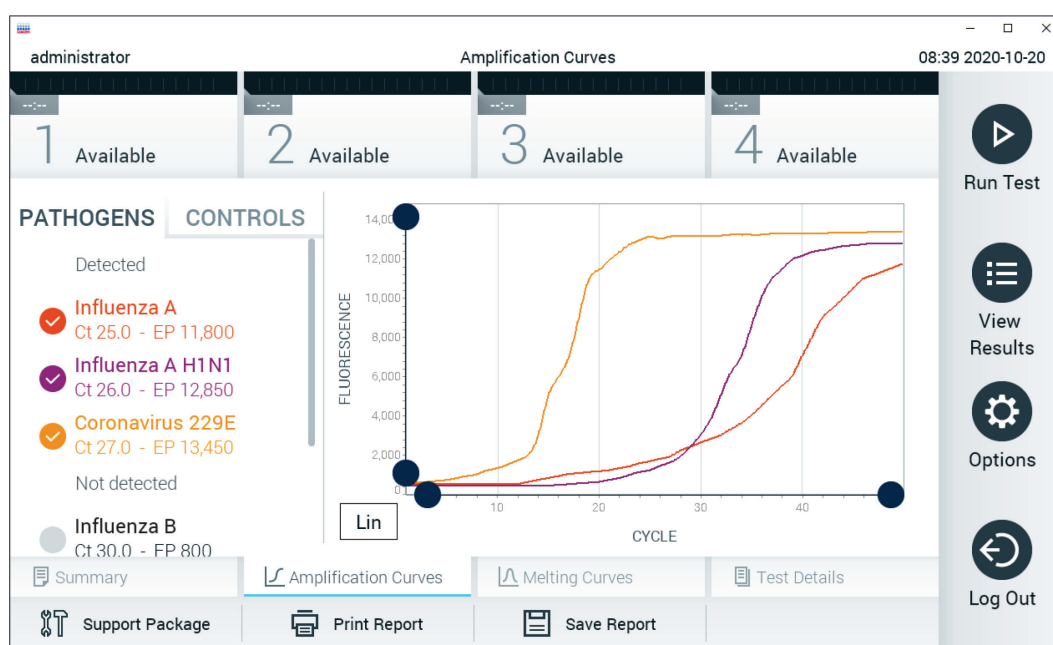 administrator
Amplification Curves
08:39 2020-10-20
--:--
1 Available
--:--
2 Available
--:--
3 Available
--:--
4 Available
Run Test
View
Results
Options
Log Out
PATHOGENS
CONTROLS
Detected
Influenza A
Ct 25.0 - EP 11,800
Influenza A H1N1
Ct 26.0 - EP 12,850
Coronavirus 229E
Ct 27.0 - EP 13,450
Not detected
Influenza B
Ct 30.0 - EP 800
FLUORESCENCE
14,00
12,000
10,000
8,000
6,000
4,000
2,000
0
10
20
30
40
CYCLE
Lin
Summary
Amplification Curves
Melting Curves
Test Details
Support Package
Print Report
Save Report